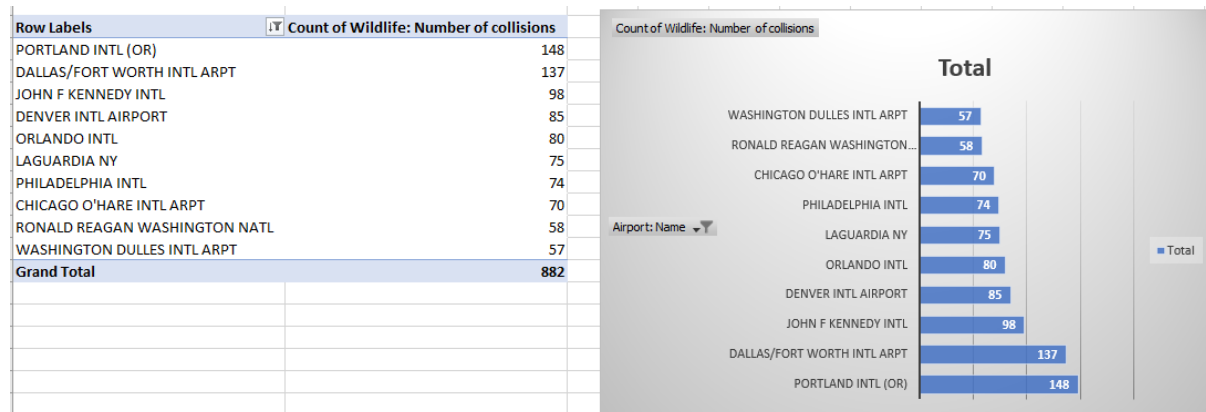 Row Labels Count of Wildlife: Number of collisions
PORTLAND INTL (OR) 148
DALLAS/FORT WORTH INTL ARPT 137
JOHN F KENNEDY INTL 98
DENVER INTL AIRPORT 85
ORLANDO INTL 80
LAGUARDIA NY 75
PHILADELPHIA INTL 74
CHICAGO O'HARE INTL ARPT 70
RONALD REAGAN WASHINGTON NATL 58
WASHINGTON DULLES INTL ARPT 57
Grand Total 882
Count of Wildlife: Number of collisions
Total
WASHINGTON DULLES INTL ARPT 57
RONALD REAGAN WASHINGTON... 58
CHICAGO O'HARE INTL ARPT 70
PHILADELPHIA INTL 74
Airport: Name
LAGUARDIA NY 75
Total
ORLANDO INTL 80
DENVER INTL AIRPORT 85
JOHN F KENNEDY INTL 98
DALLAS/FORT WORTH INTL ARPT 137
PORTLAND INTL (OR) 148